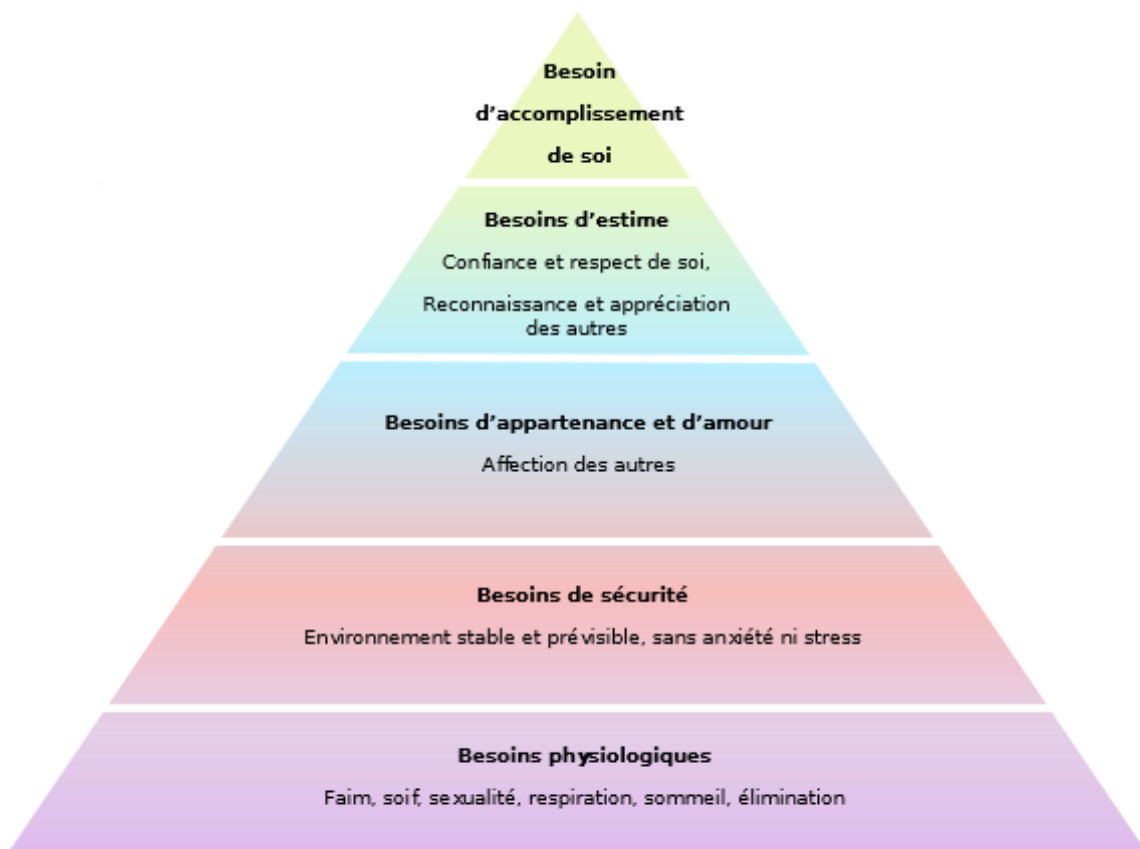 Besoin
d’accomplissement
de soi
Besoins d’estime
Confiance et respect de soi,
Reconnaissance et appréciation
des autres
Besoins d’appartenance et d’amour
Affection des autres
Besoins de sécurité
Environnement stable et prévisible, sans anxiété ni stress
Besoins physiologiques
Faim, soif, sexualité, respiration, sommeil, élimination